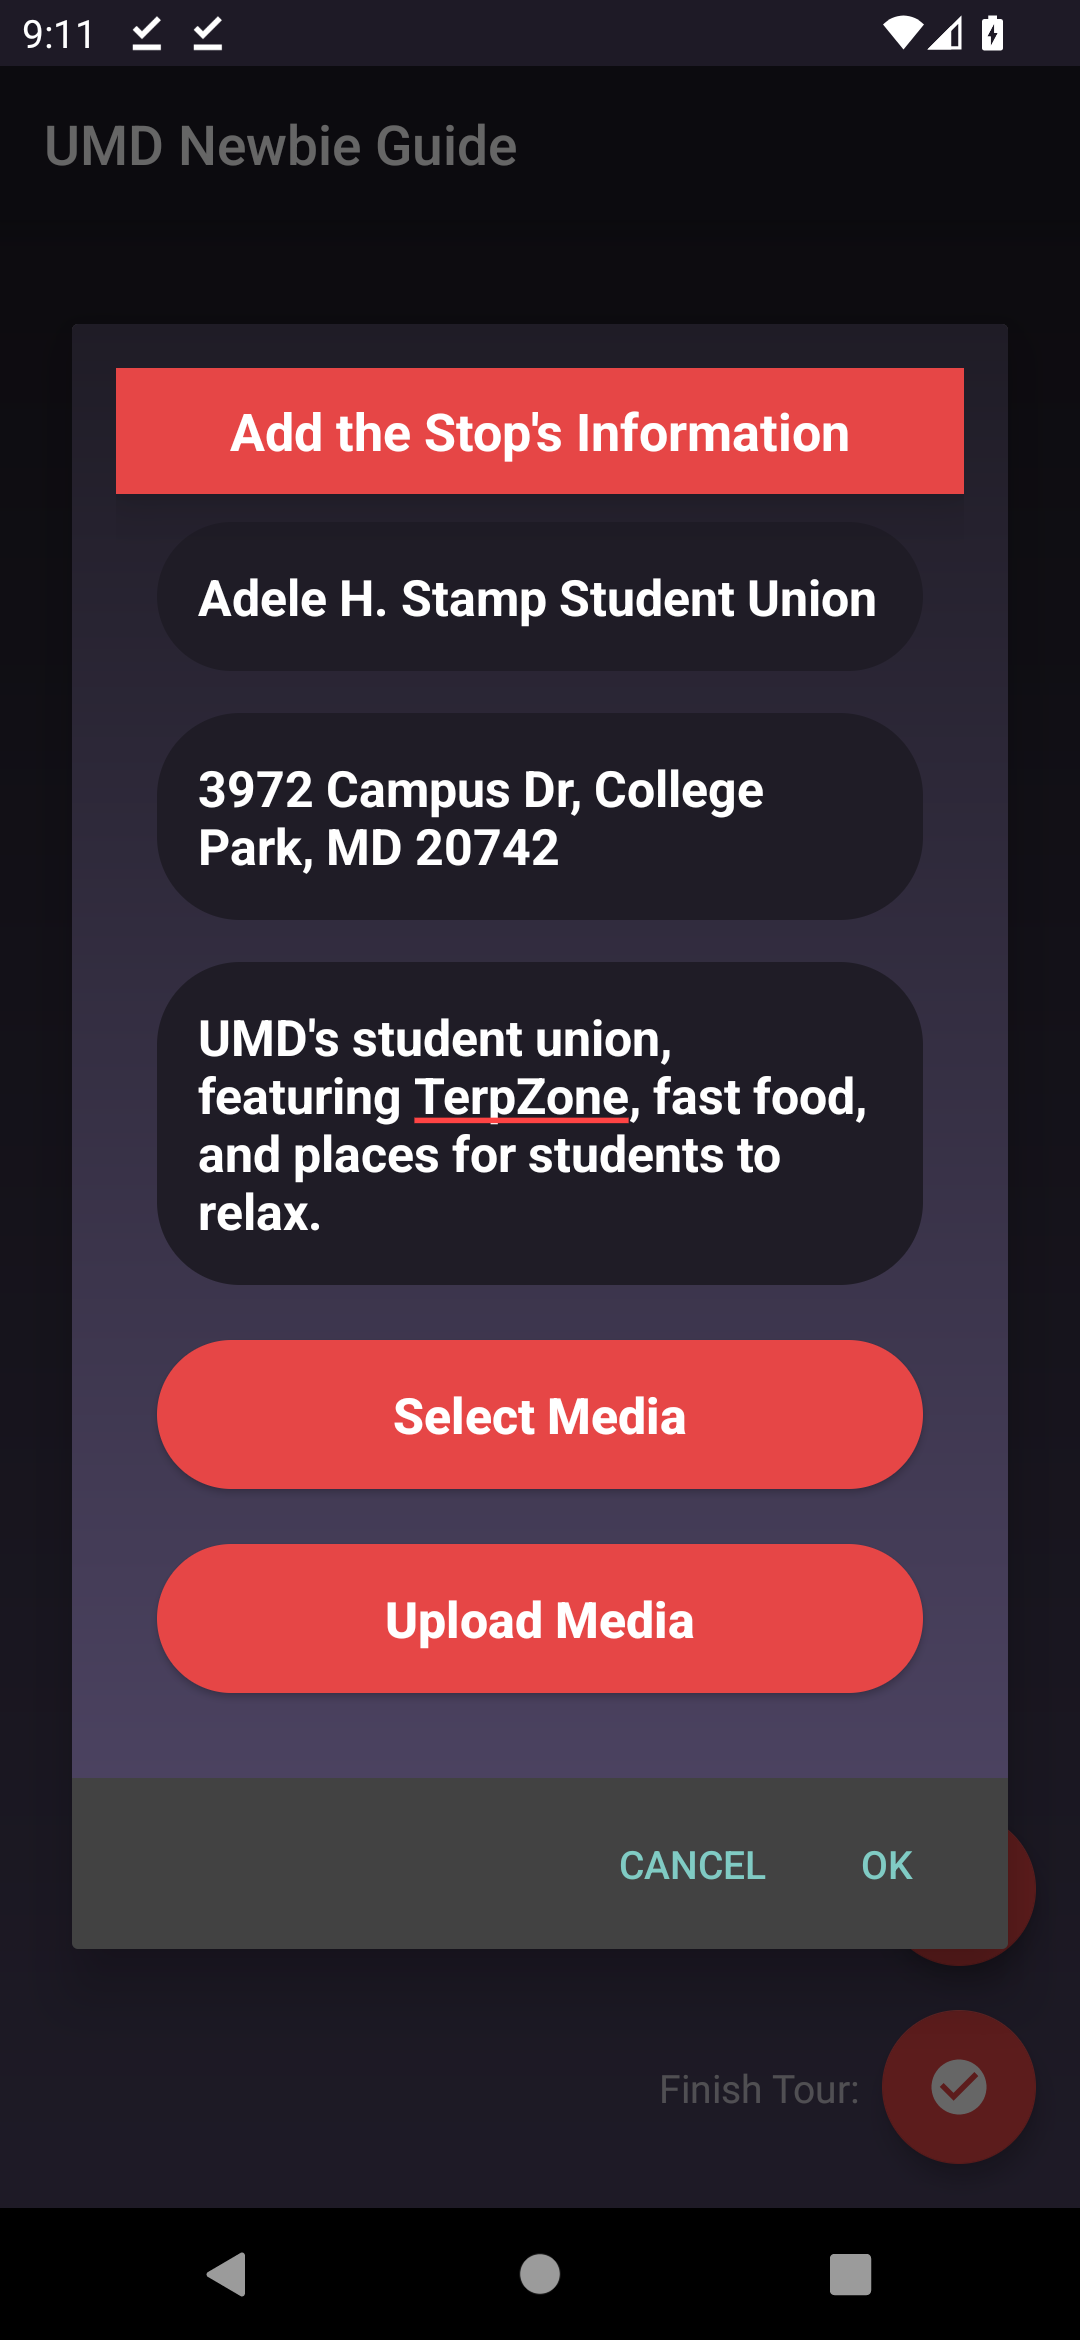 9:11
UMD Newbie Guide
Add the Stop's Information
Adele H. Stamp Student Union
3972 Campus Dr, College
Park, MD 20742
UMD's student union,
featuring TerpZone, fast food,
and places for students to
relax.
Select Media
Upload Media
CANCEL OK
Finish Tour: